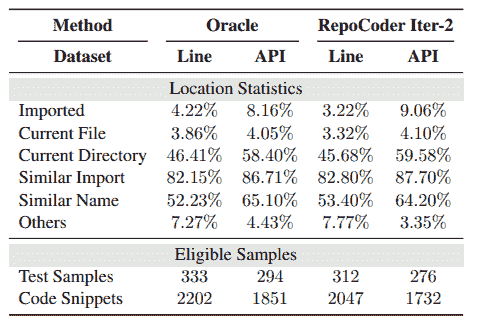 Method Oracle RepoCoder Iter-2
Dataset Line API Line API
Location Statistics
Imported 4.22% 8.16% 3.22% 9.06%
Current File 3.86% 4.05% 3.32% 4.10%
Current Directory 46.41% 58.40% 45.68% 59.58%
Similar Import 82.15% 86.71% 82.80% 87.70%
Similar Name 52.23% 65.10% 53.40% 64.20%
Others 7.27% 4.43% 7.77% 3.35%
Eligible Samples
Test Samples 333 294 312 276
Code Snippets 2202 1851 2047 1732